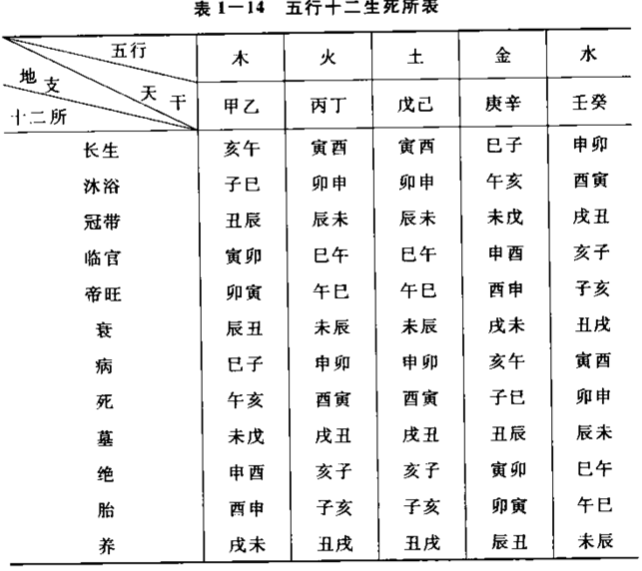 表1—14 五行十二生死所表
五行 木 火 土 金 水
地支
天干 甲乙 丙丁 戊己 庚辛 壬癸
十二所
长生 亥午 寅酉 寅酉 巳子 申卯
沐浴 子巳 卯申 卯申 午亥 酉寅
冠带 丑辰 辰未 辰未 未戌 戌丑
临官 寅卯 巳午 巳午 申酉 亥子
帝旺 卯寅 午巳 午巳 酉申 子亥
衰 辰丑 未辰 未辰 戌未 丑戌
病 巳子 申卯 申卯 亥午 寅酉
死 午亥 酉寅 酉寅 子巳 卯申
墓 未戌 戌丑 戌丑 丑辰 辰未
绝 申酉 亥子 亥子 寅卯 巳午
胎 酉申 子亥 子亥 卯寅 午巳
养 戌未 丑戌 丑戌 辰丑 未辰